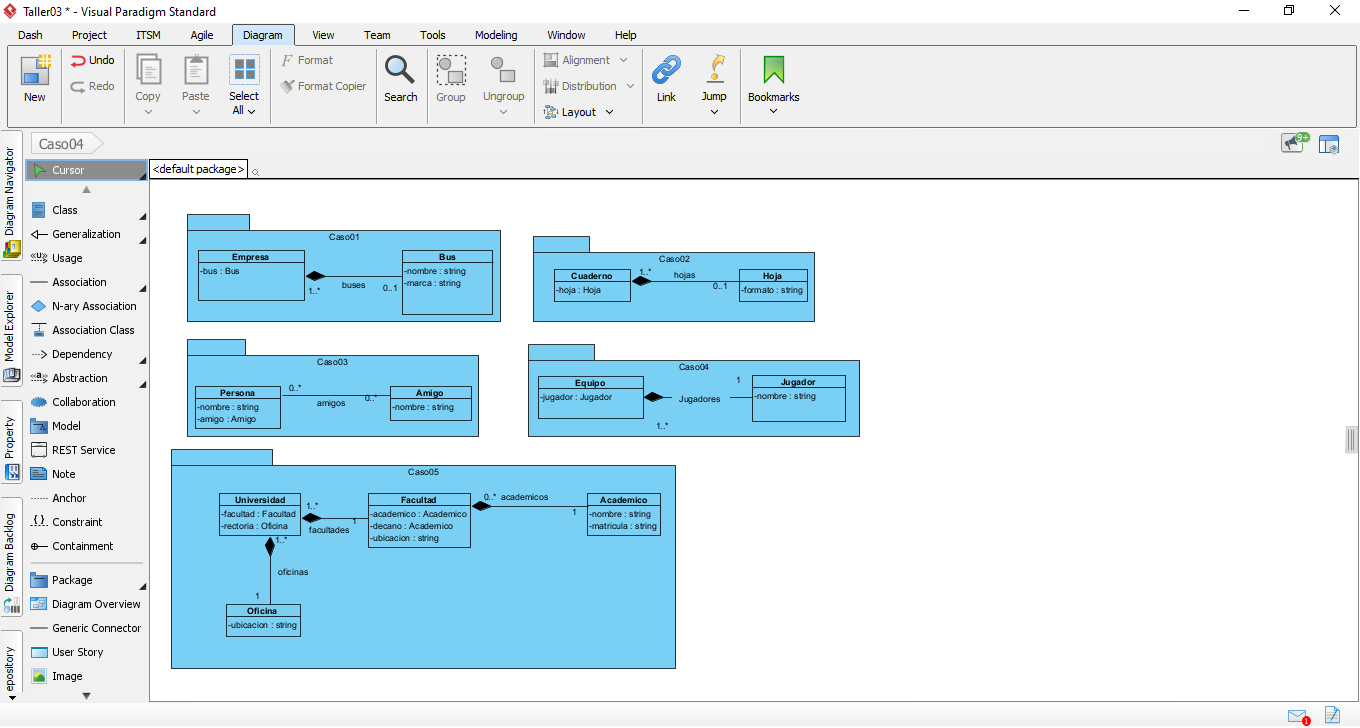 Taller03 * - Visual Paradigm Standard
Dash Project ITSM Agile Diagram View Team Tools Modeling Window Help
New
Undo
Redo
Copy
Paste
Select
All
Format
Format Copier
Search
Group
Ungroup
Alignment
Distribution
Layout
Link
Jump
Bookmarks
Caso04
9+
Diagram Navigator
Model Explorer
Property
Diagram Backlog
epository
Cursor
Class
Generalization
<<U>> Usage
Association
N-ary Association
Association Class
Dependency
<<a>> Abstraction
Collaboration
Model
REST Service
Note
Anchor
{} Constraint
Containment
Package
Diagram Overview
Generic Connector
User Story
Image
<default package>
Caso01
Empresa
-bus : Bus
1..*
buses
0..1
Bus
-nombre : string
-marca : string
Caso02
Cuaderno
-hoja : Hoja
1..*
hojas
0..1
Hoja
-formato : string
Caso03
Persona
-nombre : string
-amigo : Amigo
0..*
amigos
0..*
Amigo
-nombre : string
Caso04
Equipo
-jugador : Jugador
1..*
Jugadores
1
Jugador
-nombre : string
Caso05
Universidad
-facultad : Facultad
-rectoria : Oficina
1..*
facultades
1
Facultad
-academico : Academico
-decano : Academico
-ubicacion : string
0..*
academicos
1
Academico
-nombre : string
-matricula : string
1..*
oficinas
1
Oficina
-ubicacion : string
1